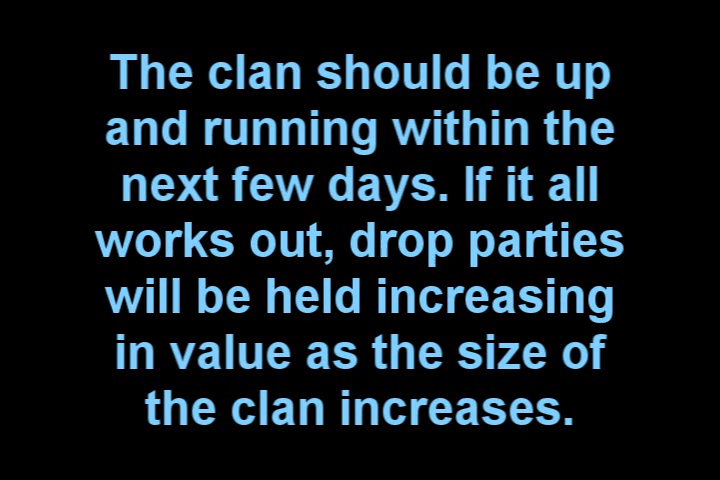 The clan should be up
and running within the
next few days. If it all
works out, drop parties
will be held increasing
in value as the size of
the clan increases.